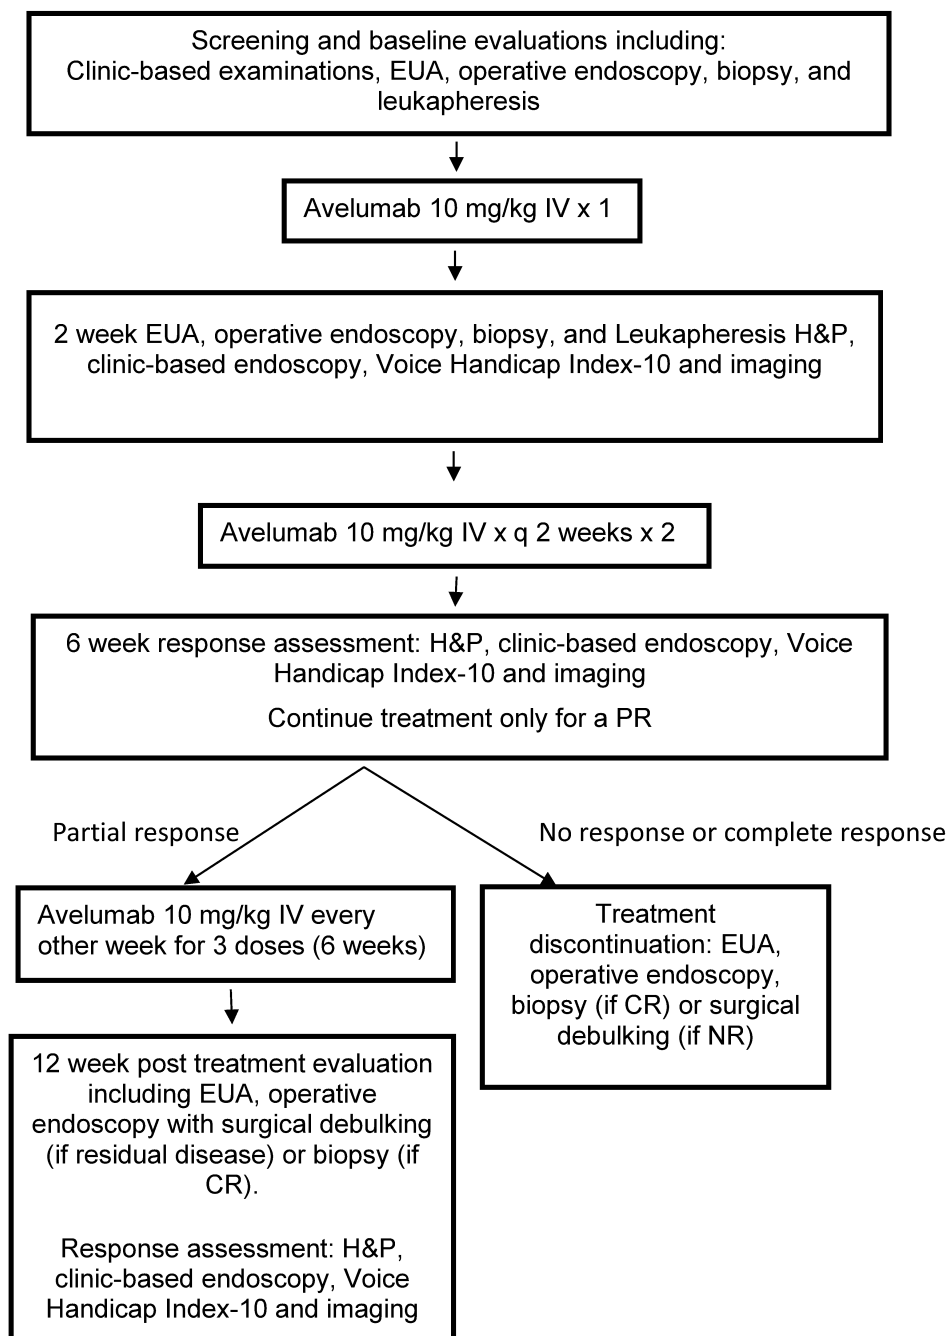 Screening and baseline evaluations including:
Clinic-based examinations, EUA, operative endoscopy, biopsy, and
leukapheresis
Avelumab 10 mg/kg IV x 1
2 week EUA, operative endoscopy, biopsy, and Leukapheresis H&P,
clinic-based endoscopy, Voice Handicap Index-10 and imaging
Avelumab 10 mg/kg IV x q 2 weeks x 2
6 week response assessment: H&P, clinic-based endoscopy, Voice
Handicap Index-10 and imaging
Continue treatment only for a PR
Partial response
No response or complete response
Avelumab 10 mg/kg IV every
other week for 3 doses (6 weeks)
Treatment
discontinuation: EUA,
operative endoscopy,
biopsy (if CR) or surgical
debulking (if NR)
12 week post treatment evaluation
including EUA, operative
endoscopy with surgical debulking
(if residual disease) or biopsy (if
CR).
Response assessment: H&P,
clinic-based endoscopy, Voice
Handicap Index-10 and imaging